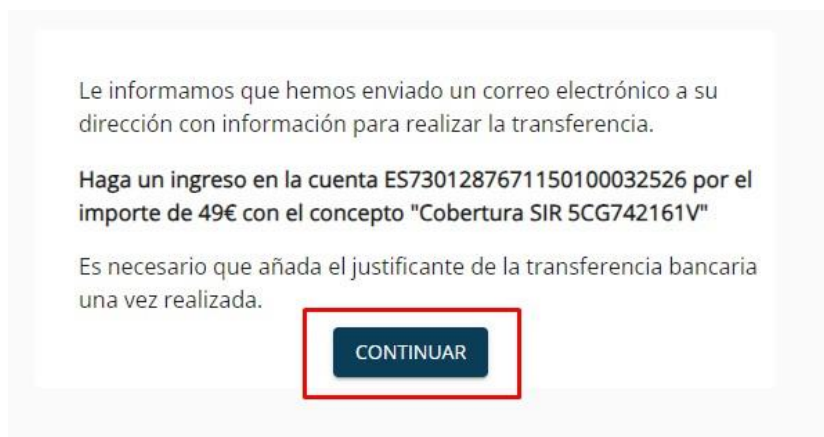 Le informamos que hemos enviado un correo electrónico a su
dirección con información para realizar la transferencia.
Haga un ingreso en la cuenta ES7301287671150100032526 por el
importe de 49€ con el concepto "Cobertura SIR 5CG742161V"
Es necesario que añada el justificante de la transferencia bancaria
una vez realizada.
CONTINUAR